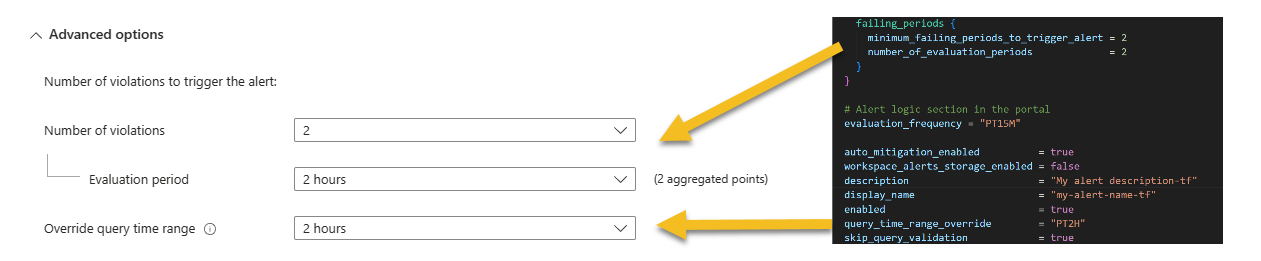 Advanced options
Number of violations to trigger the alert:
Number of violations
2
Evaluation period
2 hours
(2 aggregated points)
Override query time range
2 hours
failing_periods {
minimum_failing_periods_to_trigger_alert = 2
number_of_evaluation_periods = 2
}
}
# Alert logic section in the portal
evaluation_frequency = "PT15M"
auto_mitigation_enabled = true
workspace_alerts_storage_enabled = false
description = "My alert description-tf"
display_name = "my-alert-name-tf"
enabled = true
query_time_range_override = "PT2H"
skip_query_validation = true